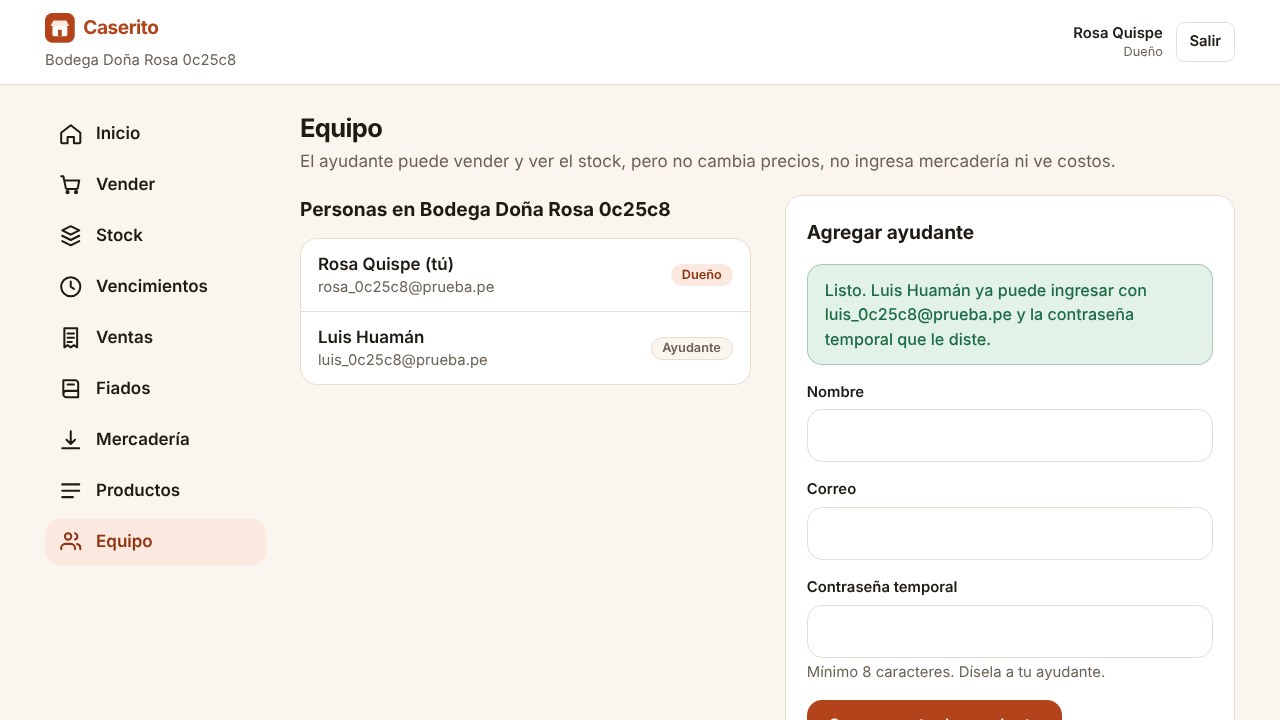 Caserito
Bodega Doña Rosa 0c25c8
Rosa Quispe
Dueño
Salir
Inicio
Vender
Stock
Vencimientos
Ventas
Fiados
Mercadería
Productos
Equipo
Equipo
El ayudante puede vender y ver el stock, pero no cambia precios, no ingresa mercadería ni ve costos.
Personas en Bodega Doña Rosa 0c25c8
Rosa Quispe (tú)
rosa_0c25c8@prueba.pe
Dueño
Luis Huamán
luis_0c25c8@prueba.pe
Ayudante
Agregar ayudante
Listo. Luis Huamán ya puede ingresar con
luis_0c25c8@prueba.pe y la contraseña
temporal que le diste.
Nombre
Correo
Contraseña temporal
Mínimo 8 caracteres. Dísela a tu ayudante.